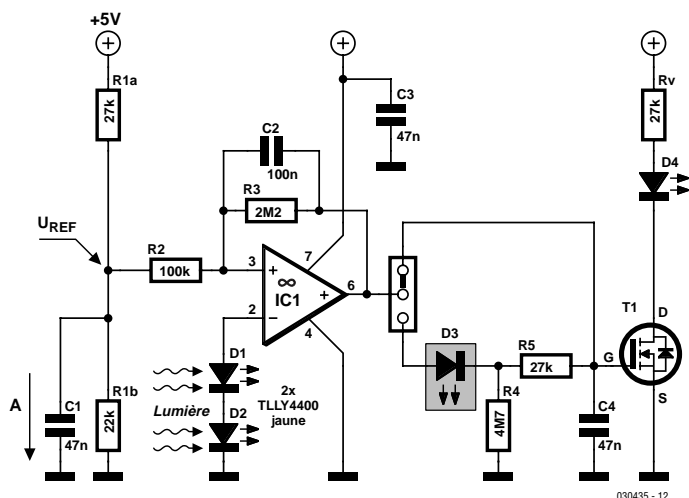 +5V
R1a
27k
UREF
A
C1
47n
R1b
22k
R2
100k
C2
100n
R3
2M2
3
2
7
4
6
∞
IC1
+
−
+
C3
47n
Lumière
D1
D2
2x
TLLY4400
jaune
D3
R4
4M7
R5
27k
C4
47n
Rv
27k
D4
T1
D
G
S
030435 - 12